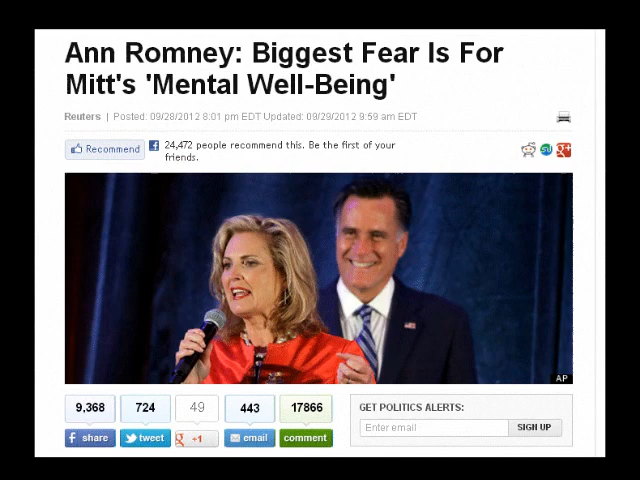 Ann Romney: Biggest Fear Is For
Mitt's 'Mental Well-Being'
Reuters | Posted: 09/28/2012 8:01 pm EDT Updated: 09/29/2012 9:59 am EDT
Recommend
24,472 people recommend this. Be the first of your
friends.
AP
9,368 724 49 443 17866
share tweet +1 email comment
GET POLITICS ALERTS:
Enter email SIGN UP